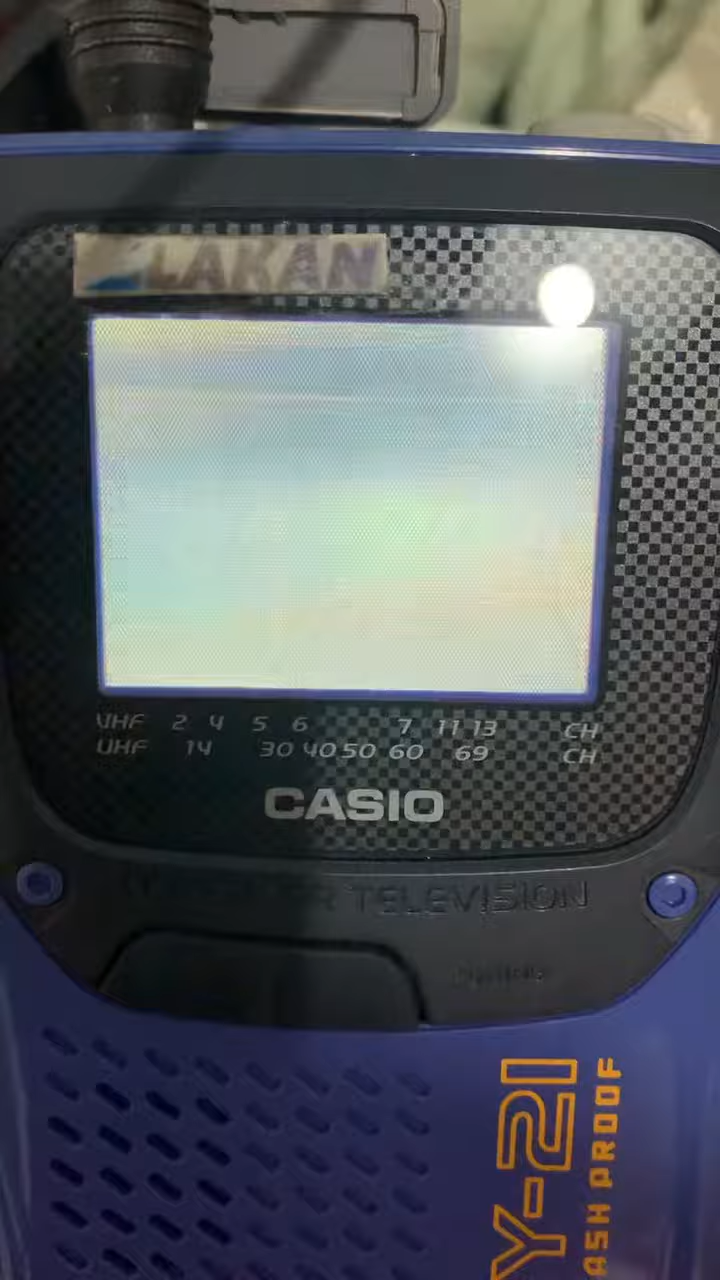 LAKAN
VHF 2 4 5 6 7 11 13 CH
UHF 14 30 40 50 60 69 CH
CASIO
TELEVISION
Y-21
ASH PROOF